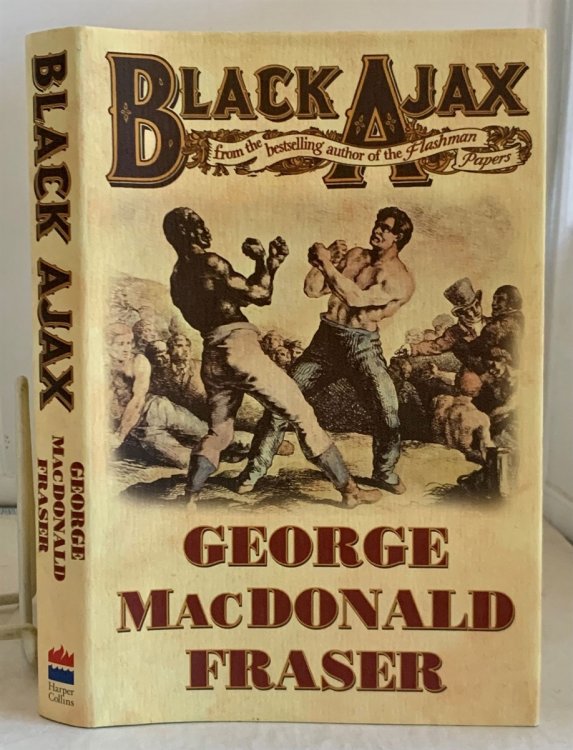 BLACK AJAX
from the bestselling author of the Flashman
Papers
GEORGE
MACDONALD
FRASER
BLACK AJAX
GEORGE
MACDONALD
FRASER
Harper
Collins